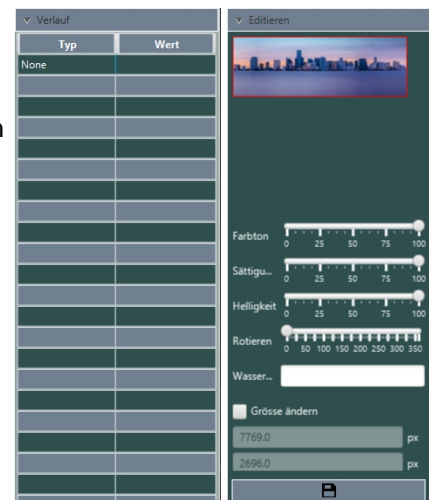 Verlauf
Typ Wert
None
Editieren
Farbton
0 25 50 75 100
Sättigu...
0 25 50 75 100
Helligkeit
0 25 50 75 100
Rotieren
0 50 100 150 200 250 300 350
Wasser...
Grösse ändern
7769.0 px
2696.0 px